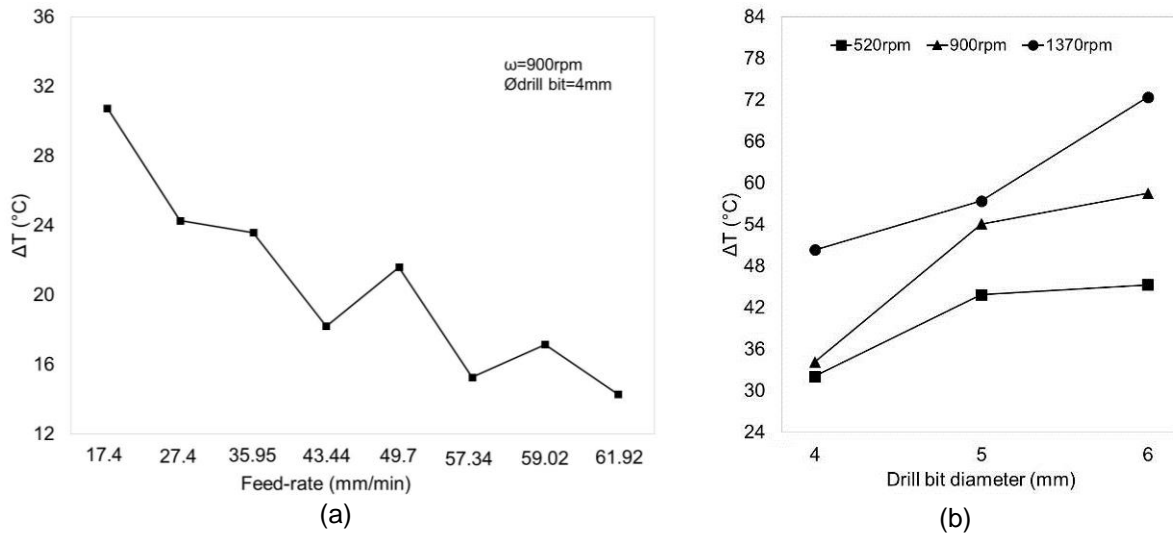 36
32
28
24
20
16
12
ΔT (°C)
ω=900rpm
Ødrill bit=4mm
17.4 27.4 35.95 43.44 49.7 57.34 59.02 61.92
Feed-rate (mm/min)
(a)
84
78
72
66
60
54
48
42
36
30
24
ΔT (°C)
520rpm 900rpm 1370rpm
4 5 6
Drill bit diameter (mm)
(b)